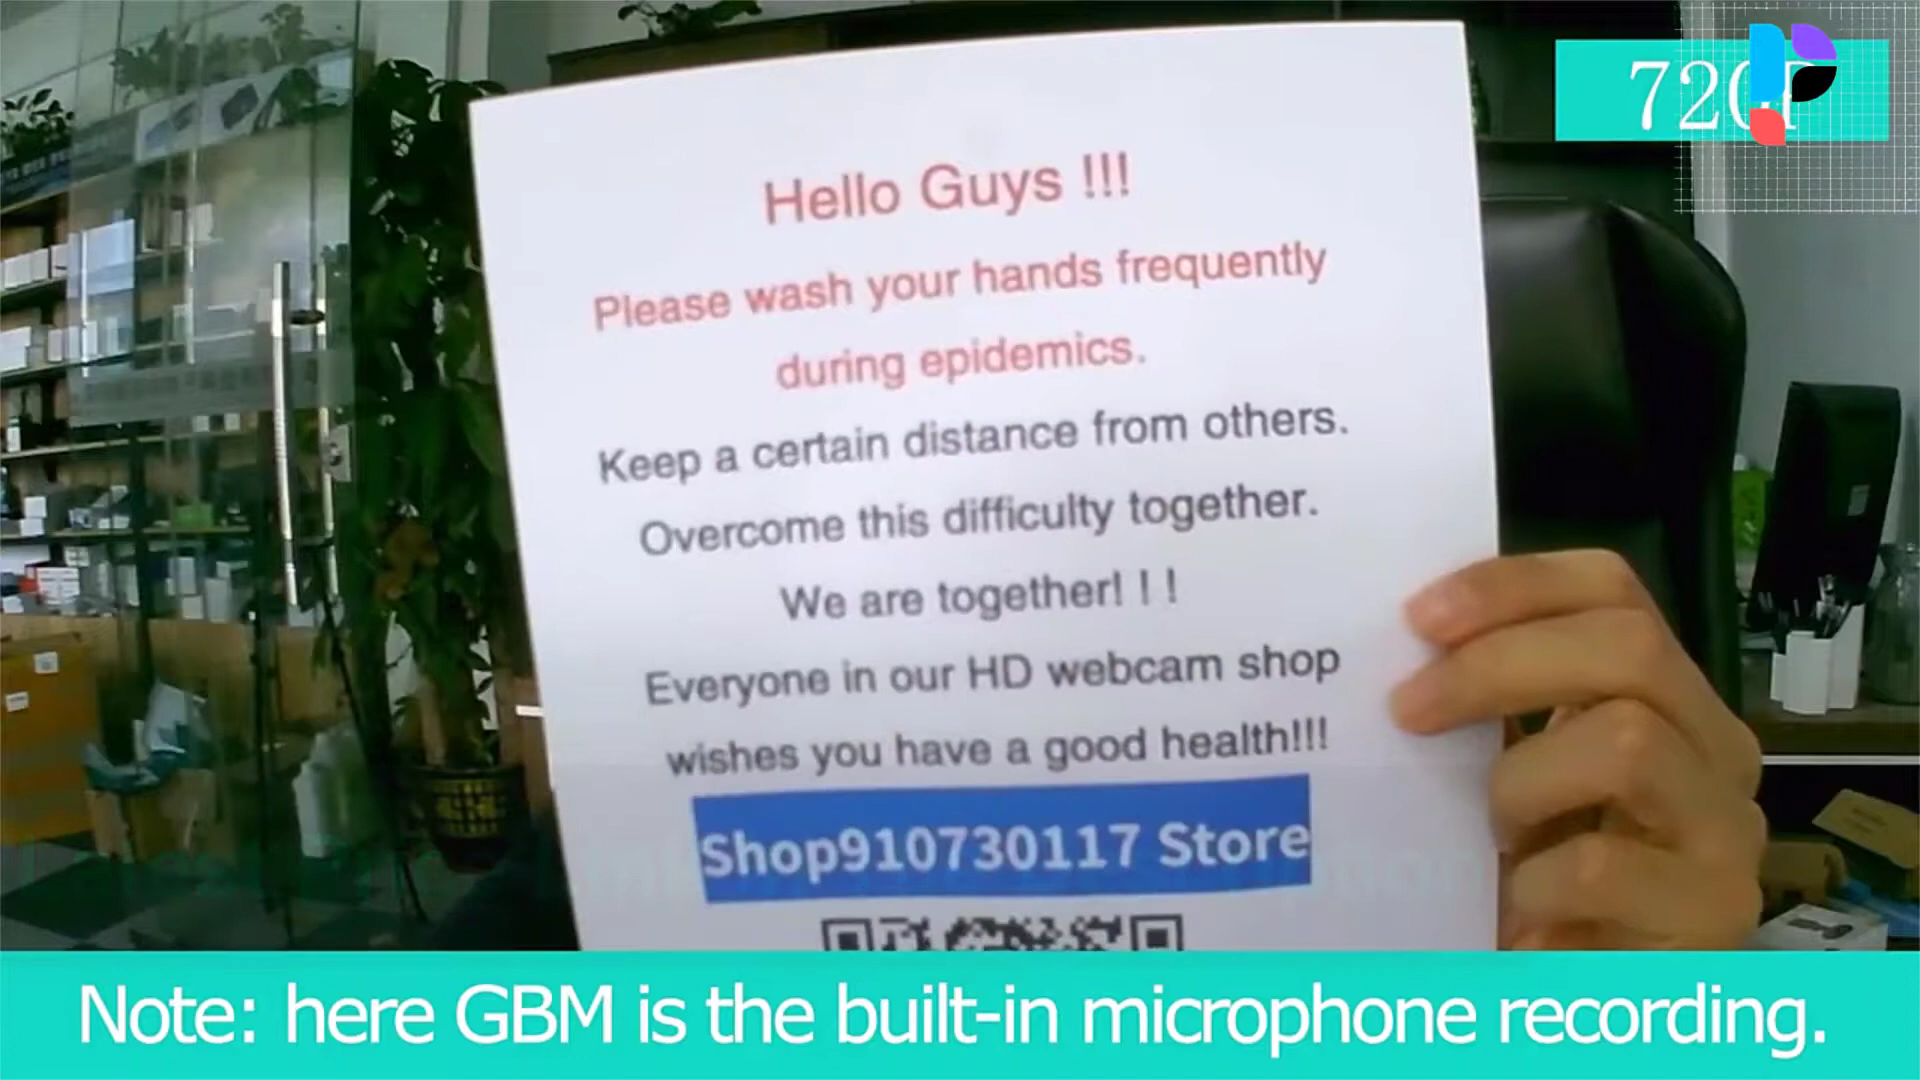 720P
Hello Guys !!!
Please wash your hands frequently
during epidemics.
Keep a certain distance from others.
Overcome this difficulty together.
We are together! ! !
Everyone in our HD webcam shop
wishes you have a good health!!!
Shop910730117 Store
Note: here GBM is the built-in microphone recording.